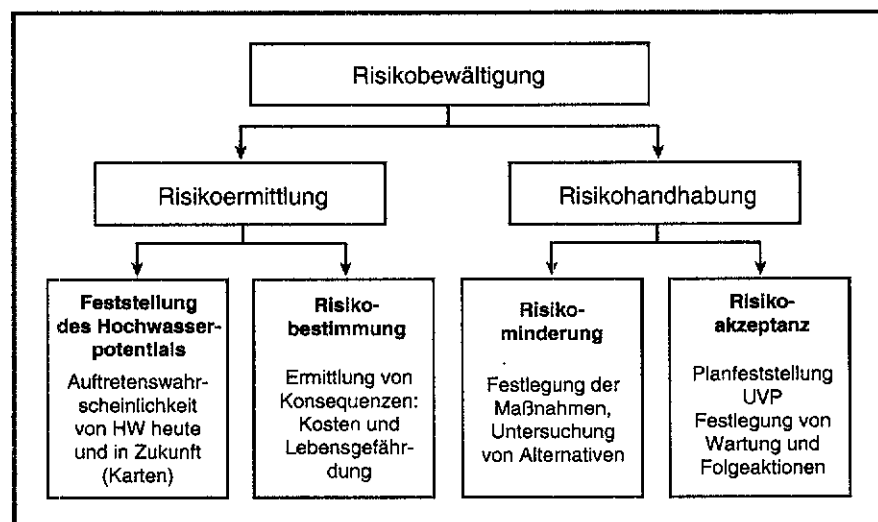 Risikobewältigung
Risikoermittlung
Risikohandhabung
Feststellung
des Hochwasser-
potentials
Auftretenswahr-
scheinlichkeit
von HW heute
und in Zukunft
(Karten)
Risiko-
bestimmung
Ermittlung von
Konsequenzen:
Kosten und
Lebensgefähr-
dung
Risiko-
minderung
Festlegung der
Maßnahmen,
Untersuchung
von Alternativen
Risiko-
akzeptanz
Planfeststellung
UVP
Festlegung von
Wartung und
Folgeaktionen